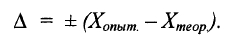 Δ = ± (Xопыт. – Xтеор.).